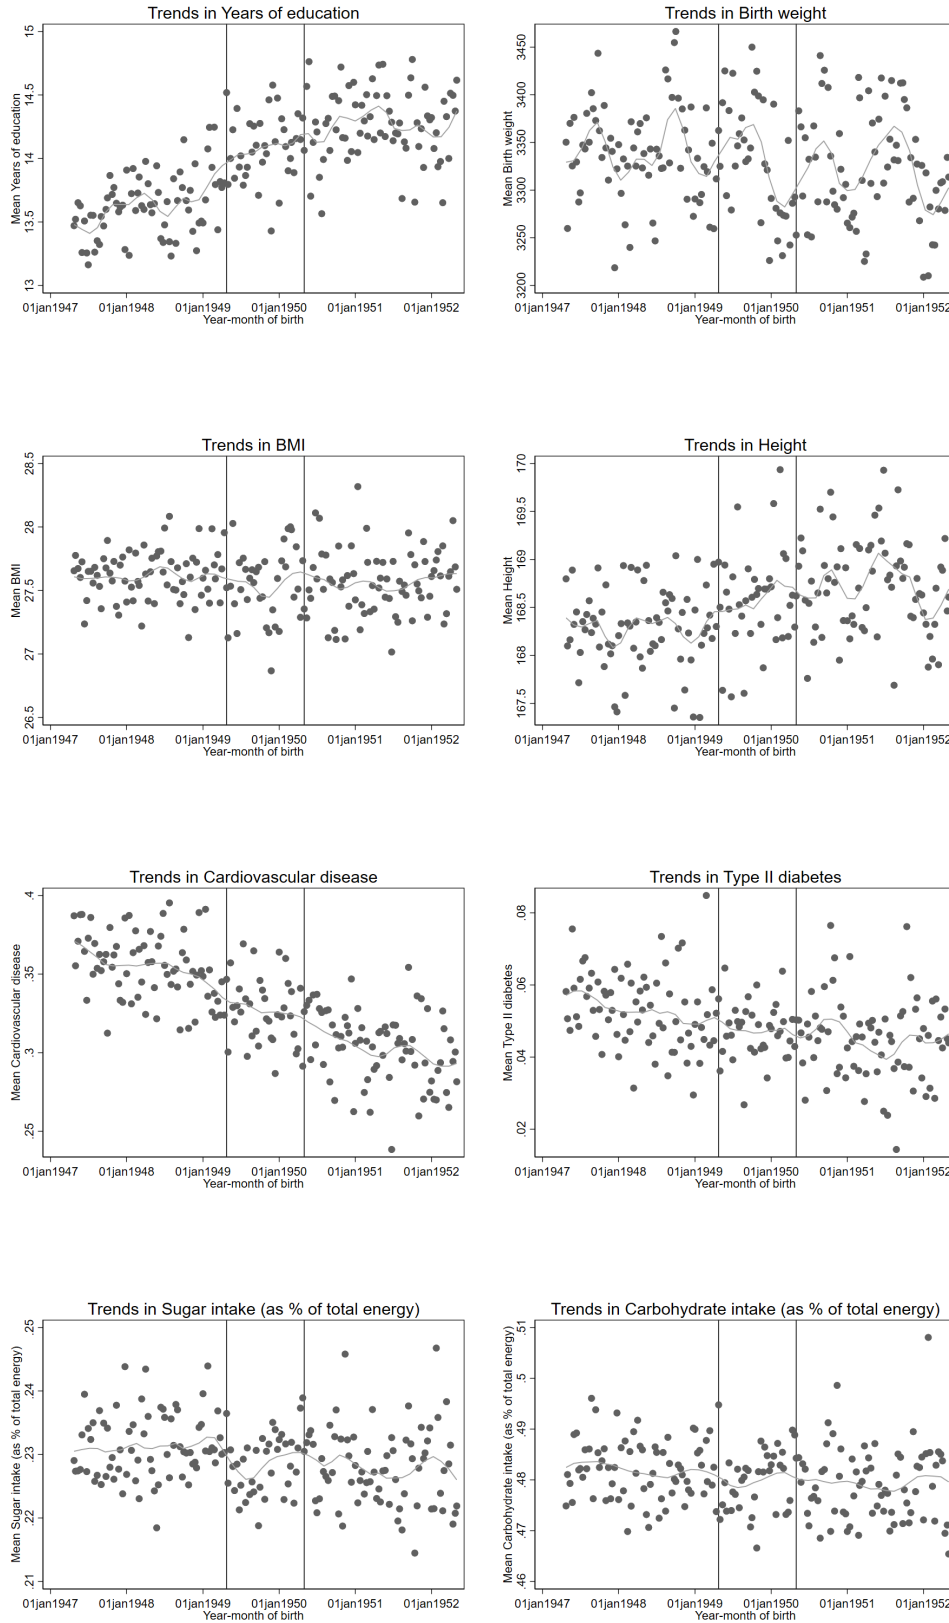 Trends in Years of education
Mean Years of education
15
14.5
14
13.5
13
01jan1947 01jan1948 01jan1949 01jan1950 01jan1951 01jan1952
Year-month of birth
Trends in Birth weight
Mean Birth weight
3450
3400
3350
3300
3250
3200
01jan1947 01jan1948 01jan1949 01jan1950 01jan1951 01jan1952
Year-month of birth
Trends in BMI
Mean BMI
28.5
28
27.5
27
26.5
01jan1947 01jan1948 01jan1949 01jan1950 01jan1951 01jan1952
Year-month of birth
Trends in Height
Mean Height
170
169.5
169
168.5
168
167.5
01jan1947 01jan1948 01jan1949 01jan1950 01jan1951 01jan1952
Year-month of birth
Trends in Cardiovascular disease
Mean Cardiovascular disease
.4
.35
.3
.25
01jan1947 01jan1948 01jan1949 01jan1950 01jan1951 01jan1952
Year-month of birth
Trends in Type II diabetes
Mean Type II diabetes
.08
.06
.04
.02
01jan1947 01jan1948 01jan1949 01jan1950 01jan1951 01jan1952
Year-month of birth
Trends in Sugar intake (as % of total energy)
Mean Sugar intake (as % of total energy)
.25
.24
.23
.22
.21
01jan1947 01jan1948 01jan1949 01jan1950 01jan1951 01jan1952
Year-month of birth
Trends in Carbohydrate intake (as % of total energy)
Mean Carbohydrate intake (as % of total energy)
.51
.5
.49
.48
.47
.46
01jan1947 01jan1948 01jan1949 01jan1950 01jan1951 01jan1952
Year-month of birth